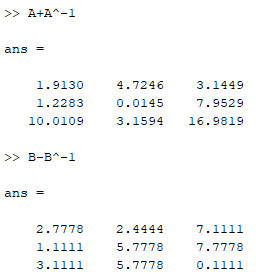 >> A+A^-1
ans =
1.9130 4.7246 3.1449
1.2283 0.0145 7.9529
10.0109 3.1594 16.9819
>> B-B^-1
ans =
2.7778 2.4444 7.1111
1.1111 5.7778 7.7778
3.1111 5.7778 0.1111